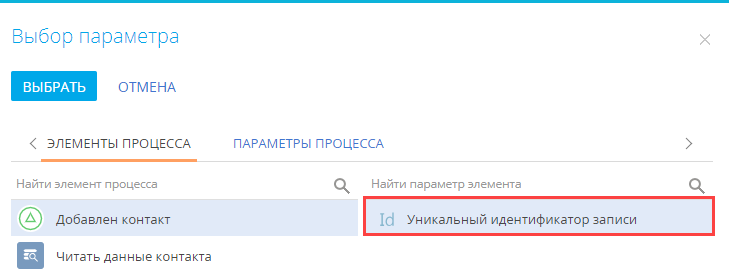 Выбор параметра
ВЫБРАТЬ ОТМЕНА
ЭЛЕМЕНТЫ ПРОЦЕССА ПАРАМЕТРЫ ПРОЦЕССА
Найти элемент процесса Найти параметр элемента
Добавлен контакт Id Уникальный идентификатор записи
Читать данные контакта